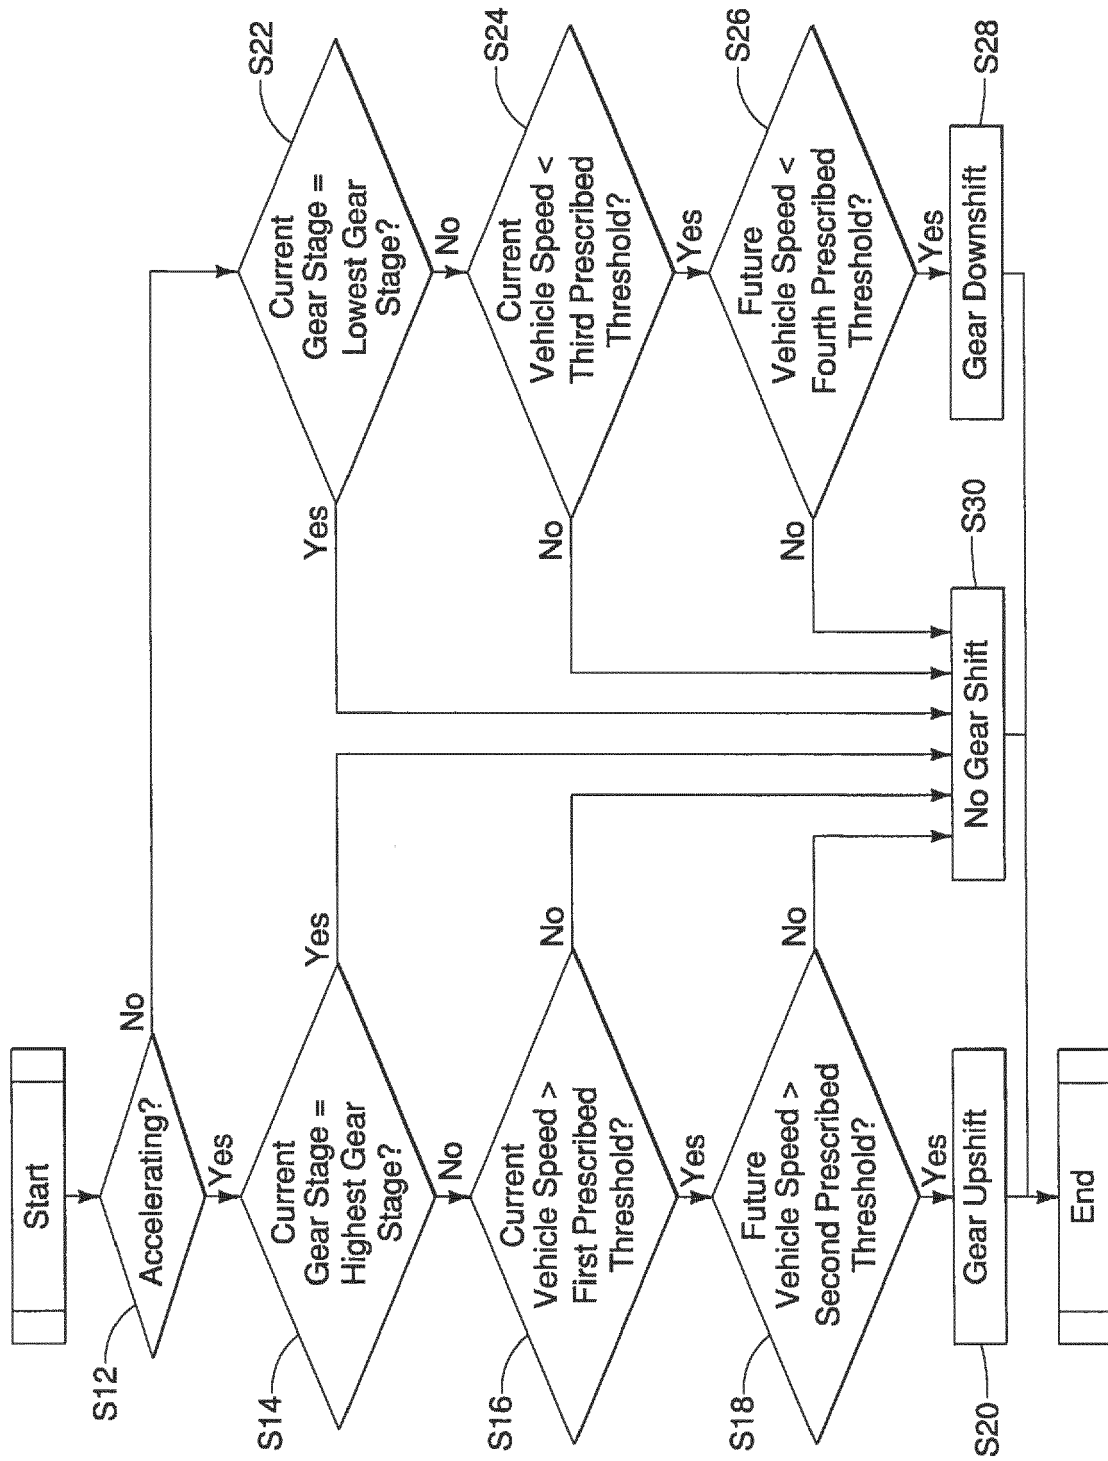 Start
S12
Accelerating?
No
Yes
S14
Current
Gear Stage =
Highest Gear
Stage?
Yes
No
S16
Current
Vehicle Speed >
First Prescribed
Threshold?
No
Yes
S18
Future
Vehicle Speed >
Second Prescribed
Threshold?
No
Yes
S20
Gear Upshift
S22
Current
Gear Stage =
Lowest Gear
Stage?
Yes
No
S24
Current
Vehicle Speed <
Third Prescribed
Threshold?
No
Yes
S26
Future
Vehicle Speed <
Fourth Prescribed
Threshold?
No
Yes
S28
Gear Downshift
S30
No Gear Shift
End